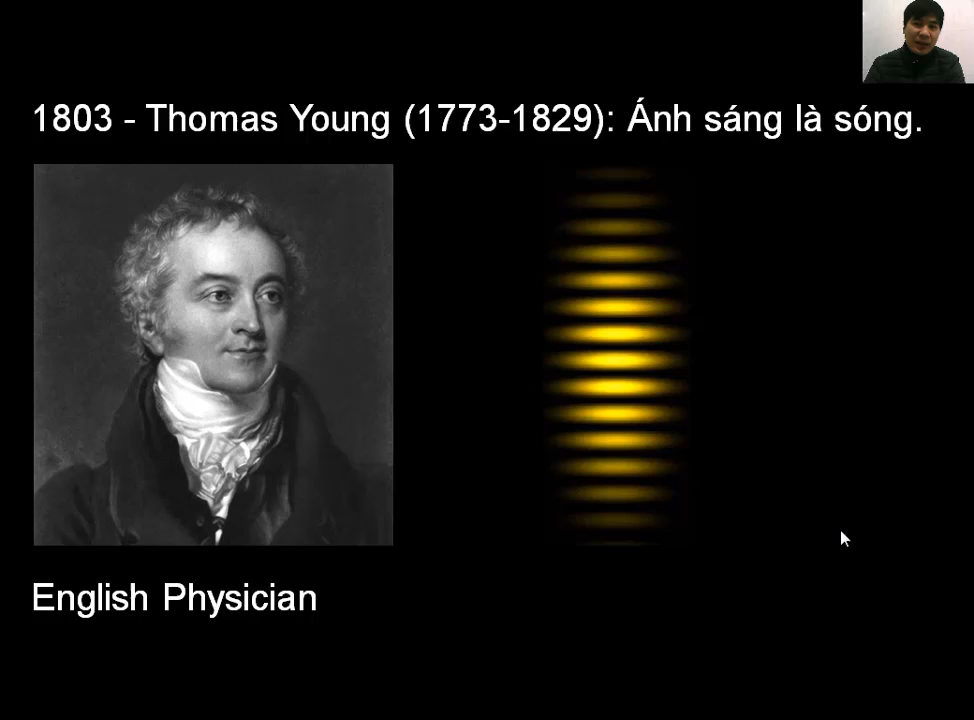 1803 - Thomas Young (1773-1829): Ánh sáng là sóng.
English Physician